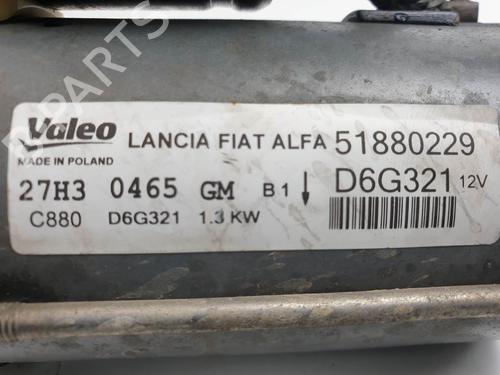 Valeo LANCIA FIAT ALFA 51880229
MADE IN POLAND
27H3 0465 GM B1 ↓ D6G321 12V
C880 D6G321 1.3 KW
B-PARTS